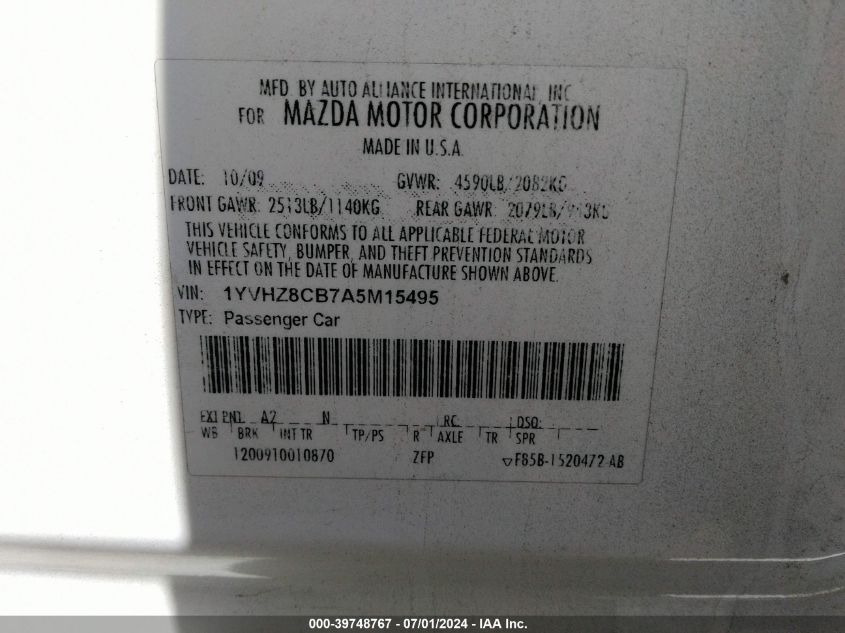 MFD. BY AUTO ALLIANCE INTERNATIONAL, INC
FOR MAZDA MOTOR CORPORATION
MADE IN U.S.A.
DATE: 10/09 GVWR: 4590LB/2082KG
FRONT GAWR: 2513LB/1140KG REAR GAWR: 2079LB/943KG
THIS VEHICLE CONFORMS TO ALL APPLICABLE FEDERAL MOTOR
VEHICLE SAFETY, BUMPER, AND THEFT PREVENTION STANDARDS
IN EFFECT ON THE DATE OF MANUFACTURE SHOWN ABOVE.
VIN: 1YVHZ8CB7A5M15495
TYPE: Passenger Car
EXT PNT: A2 N RC: DSO:
WB BRK INT TR TP/PS R AXLE TR SPR
1200910010870 ZFP ▽F85B-1520472-AB
000-39748767 - 07/01/2024 - IAA Inc.